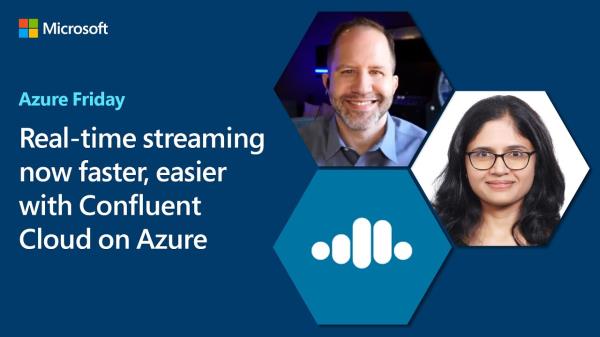 Microsoft
Azure Friday
Real-time streaming
now faster, easier
with Confluent
Cloud on Azure